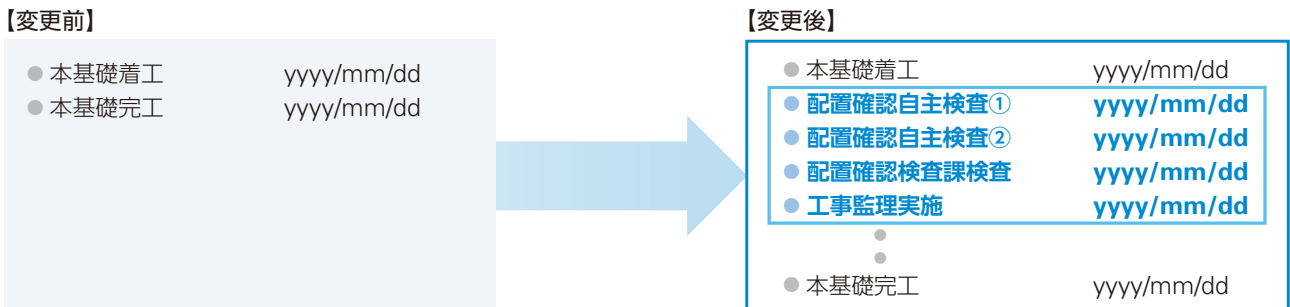 【変更前】
● 本基礎着工 yyyy/mm/dd
● 本基礎完工 yyyy/mm/dd
【変更後】
● 本基礎着工 yyyy/mm/dd
● 配置確認自主検査① yyyy/mm/dd
● 配置確認自主検査② yyyy/mm/dd
● 配置確認検査課検査 yyyy/mm/dd
● 工事監理実施 yyyy/mm/dd
●
●
● 本基礎完工 yyyy/mm/dd